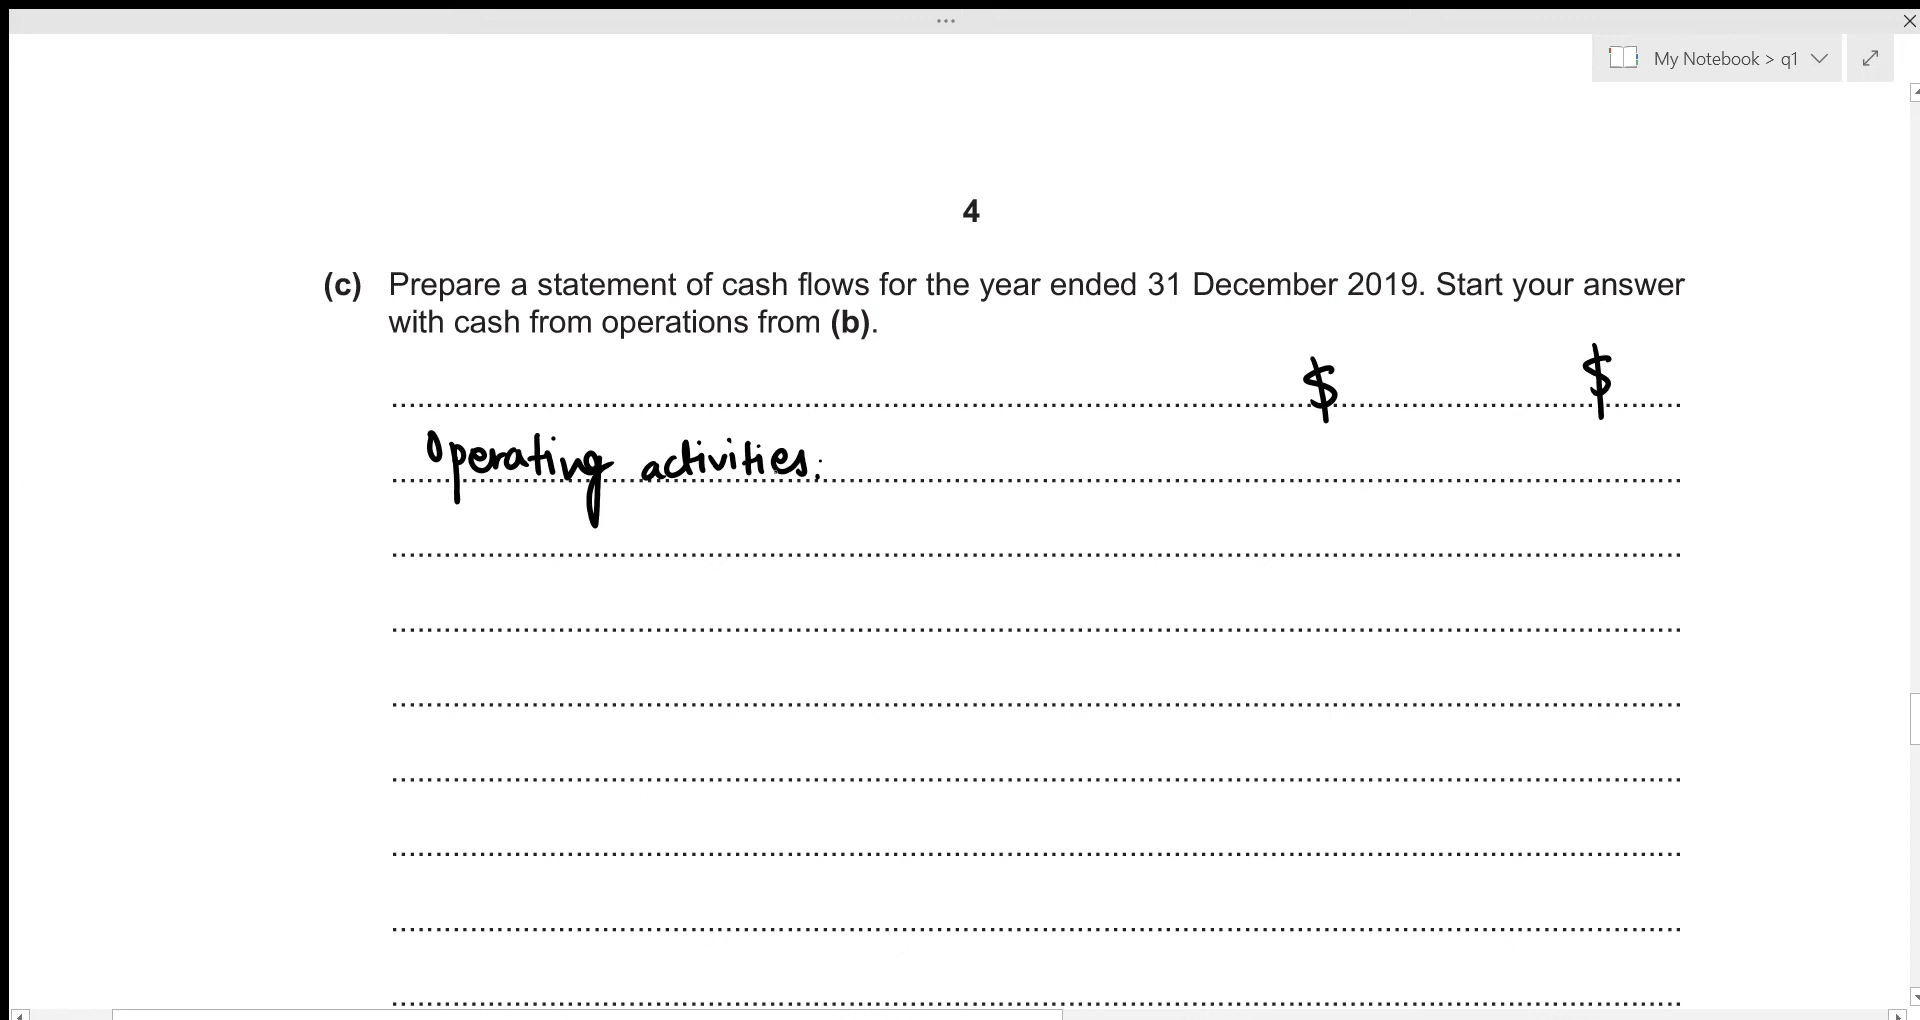 My Notebook > q1
4
(c) Prepare a statement of cash flows for the year ended 31 December 2019. Start your answer
with cash from operations from (b).
$ $
Operating activities: